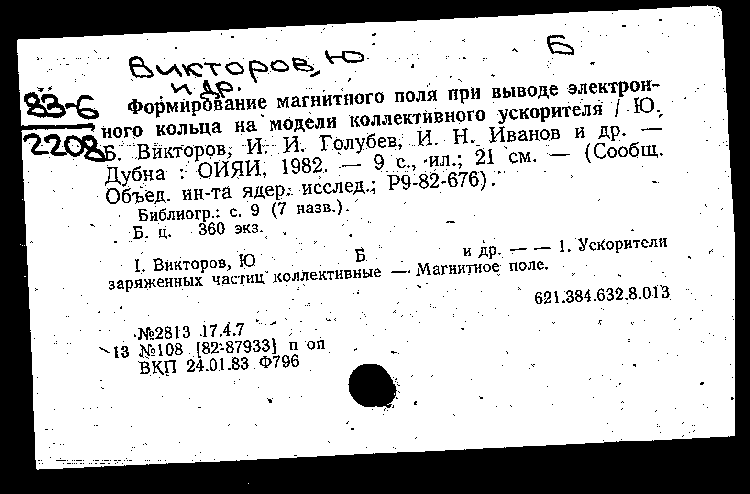 Викторов, Ю Б
и др.
83-6
2208
Формирование магнитного поля при выводе электрон-
ного кольца на модели коллективного ускорителя / Ю.
Б. Викторов, И. И. Голубев, И. Н. Иванов и др. —
Дубна : ОИЯИ, 1982. — 9 с., ил.; 21 см. — (Сообщ.
Объед. ин-та ядер. исслед.; Р9-82-676).
Библиогр.: с. 9 (7 назв.).
Б. ц. 360 экз.
I. Викторов, Ю Б и др. — — 1. Ускорители
заряженных частиц коллективные — Магнитное поле.
621.384.632.8.013
№2813 17.4.7
13 №108 [82-87933] п оп
ВКП 24.01.83 Ф796